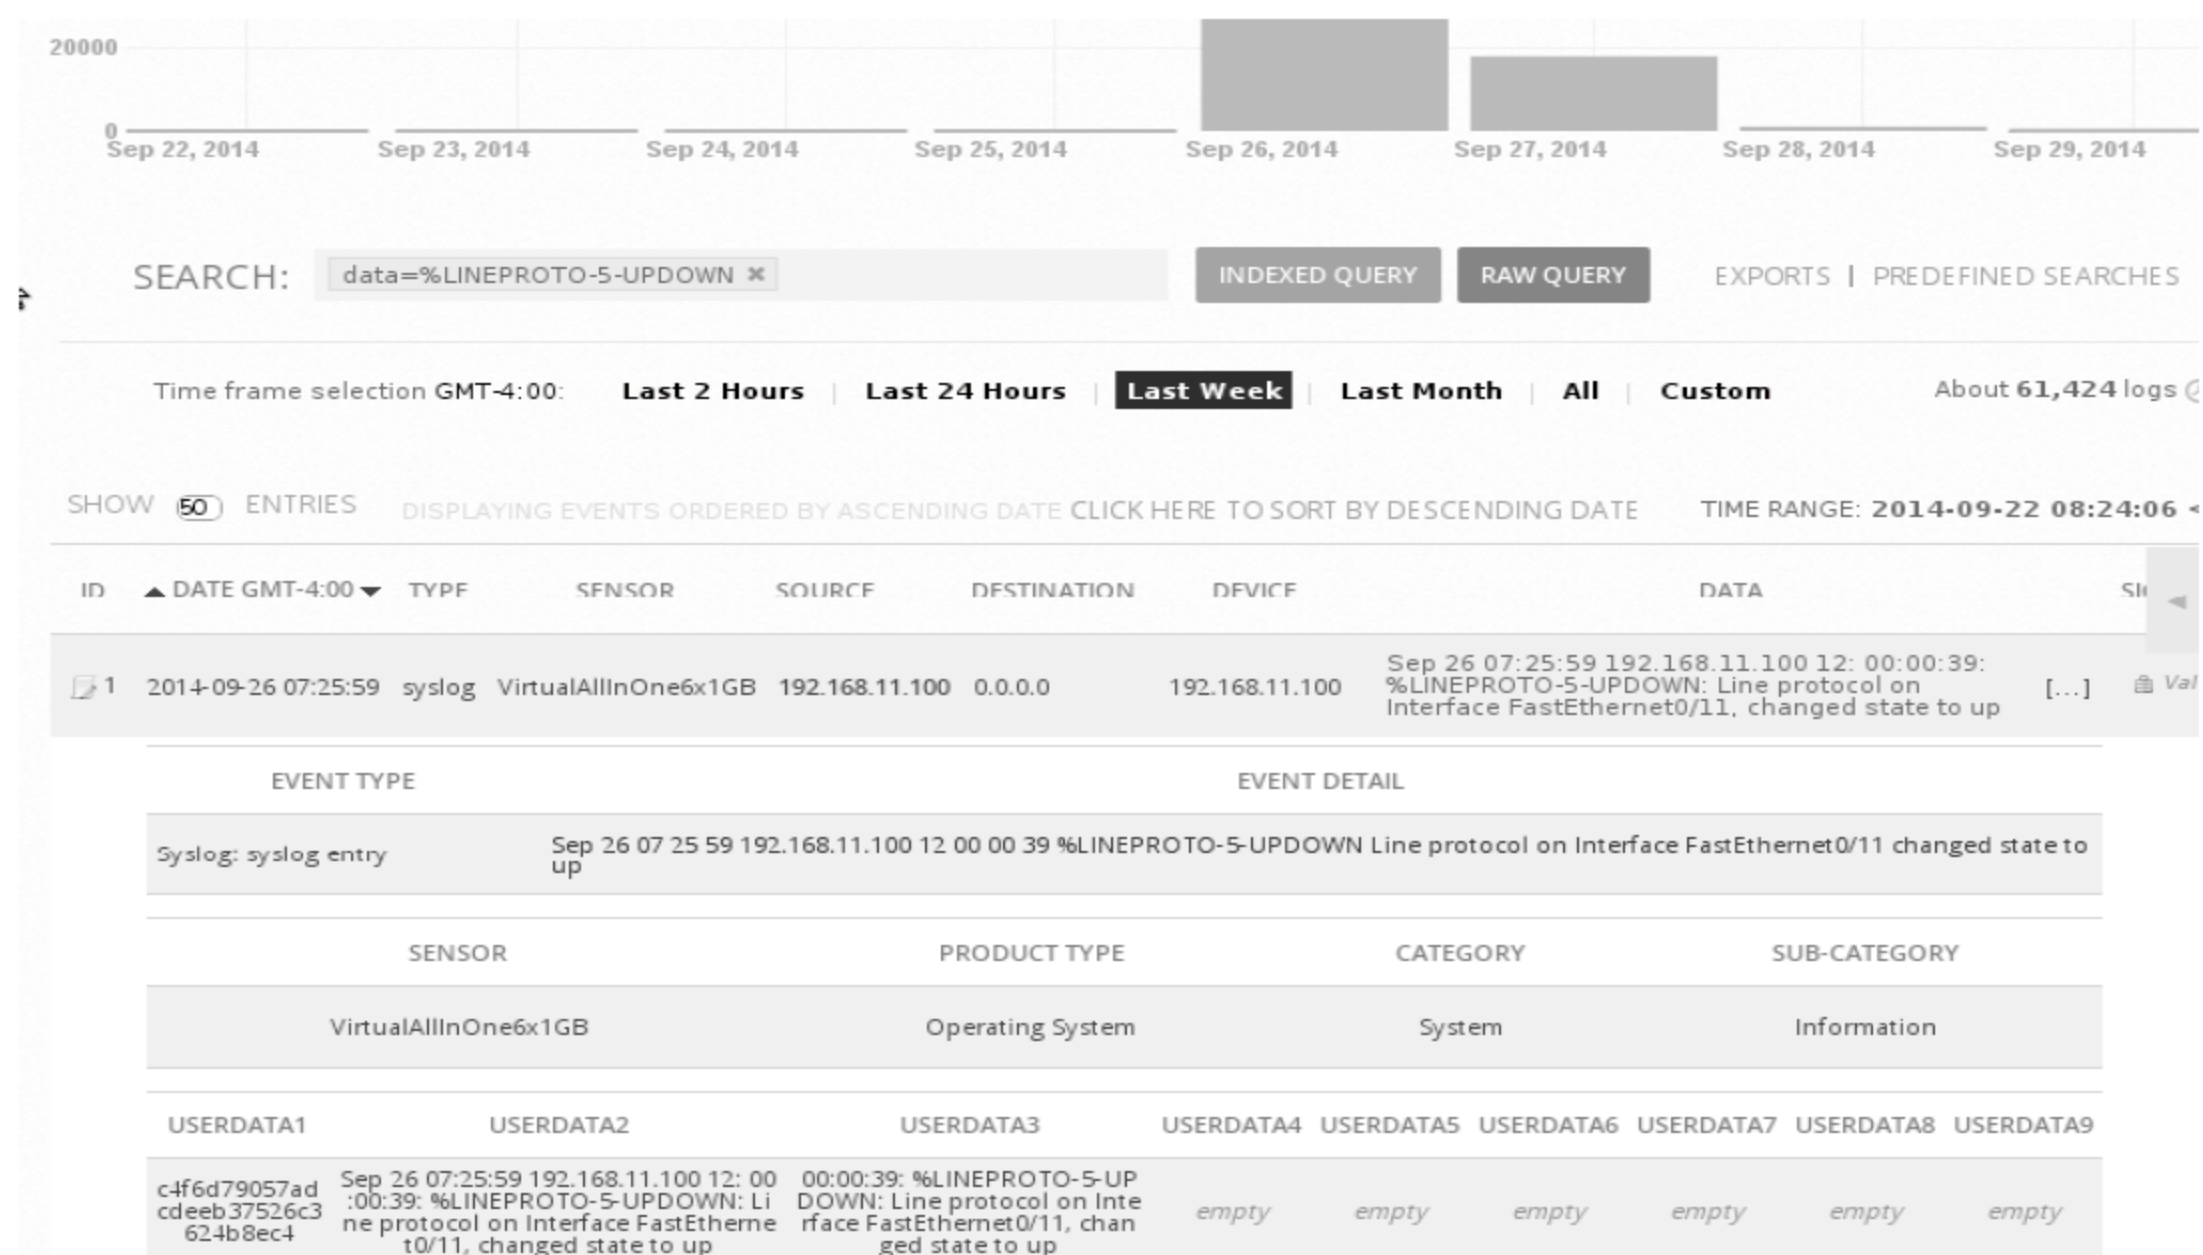 20000
0
Sep 22, 2014 Sep 23, 2014 Sep 24, 2014 Sep 25, 2014 Sep 26, 2014 Sep 27, 2014 Sep 28, 2014 Sep 29, 2014
SEARCH: data=%LINEPROTO-5-UPDOWN ✖ INDEXED QUERY RAW QUERY EXPORTS | PREDEFINED SEARCHES
Time frame selection GMT-4:00: Last 2 Hours | Last 24 Hours | Last Week | Last Month | All | Custom About 61,424 logs
SHOW 50 ENTRIES DISPLAYING EVENTS ORDERED BY ASCENDING DATE CLICK HERE TO SORT BY DESCENDING DATE TIME RANGE: 2014-09-22 08:24:06 <
ID ▲ DATE GMT-4:00 ▼ TYPE SENSOR SOURCE DESTINATION DEVICE DATA
1 2014-09-26 07:25:59 syslog VirtualAllInOne6x1GB 192.168.11.100 0.0.0.0 192.168.11.100
Sep 26 07:25:59 192.168.11.100 12: 00:00:39:
%LINEPROTO-5-UPDOWN: Line protocol on
Interface FastEthernet0/11, changed state to up
[...] Val
EVENT TYPE EVENT DETAIL
Syslog: syslog entry
Sep 26 07 25 59 192.168.11.100 12 00 00 39 %LINEPROTO-5-UPDOWN Line protocol on Interface FastEthernet0/11 changed state to
up
SENSOR PRODUCT TYPE CATEGORY SUB-CATEGORY
VirtualAllInOne6x1GB Operating System System Information
USERDATA1 USERDATA2 USERDATA3 USERDATA4 USERDATA5 USERDATA6 USERDATA7 USERDATA8 USERDATA9
c4f6d79057ad
cdeeb37526c3
624b8ec4
Sep 26 07:25:59 192.168.11.100 12: 00
:00:39: %LINEPROTO-5-UPDOWN: Li
ne protocol on Interface FastEtherne
t0/11, changed state to up
00:00:39: %LINEPROTO-5-UP
DOWN: Line protocol on Inte
rface FastEthernet0/11, chan
ged state to up
empty empty empty empty empty empty